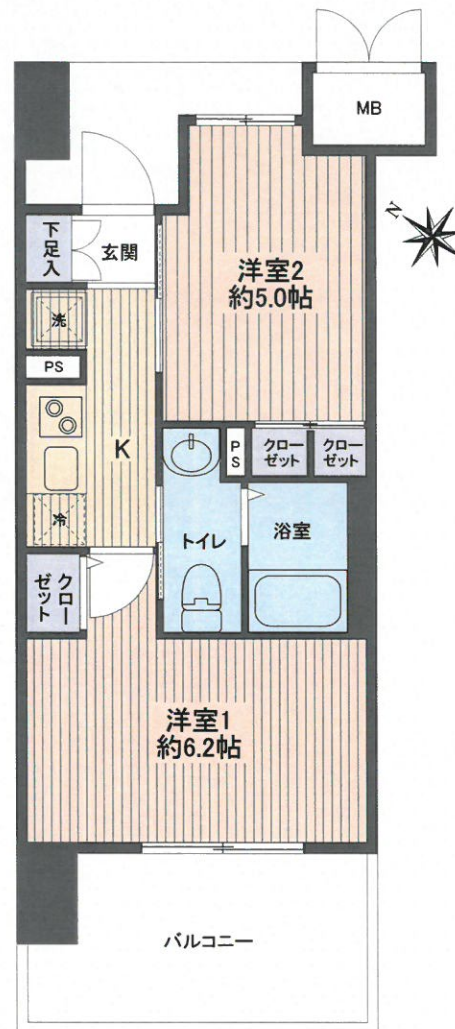 MB
N
下足入
玄関
洋室2
約5.0帖
洗
PS
K
PS
クロー
ゼット
クロー
ゼット
トイレ
浴室
冷
クロー
ゼット
洋室1
約6.2帖
バルコニー